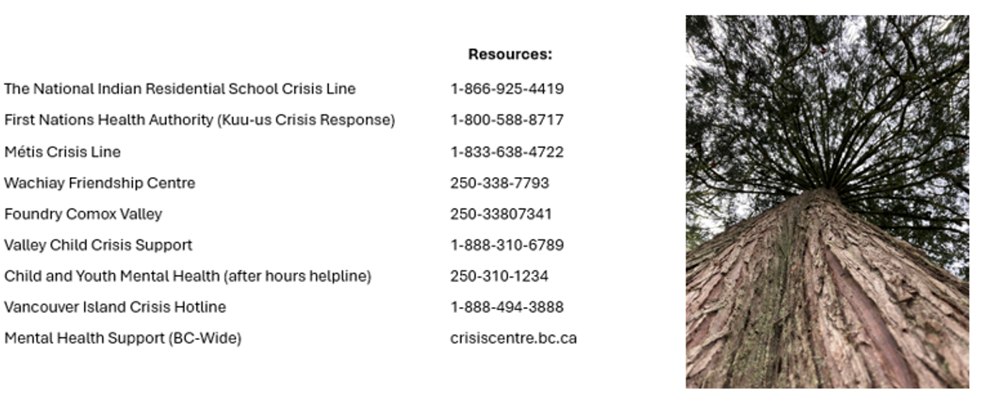 Resources:
The National Indian Residential School Crisis Line 1-866-925-4419
First Nations Health Authority (Kuu-us Crisis Response) 1-800-588-8717
Métis Crisis Line 1-833-638-4722
Wachiay Friendship Centre 250-338-7793
Foundry Comox Valley 250-33807341
Valley Child Crisis Support 1-888-310-6789
Child and Youth Mental Health (after hours helpline) 250-310-1234
Vancouver Island Crisis Hotline 1-888-494-3888
Mental Health Support (BC-Wide) crisiscentre.bc.ca